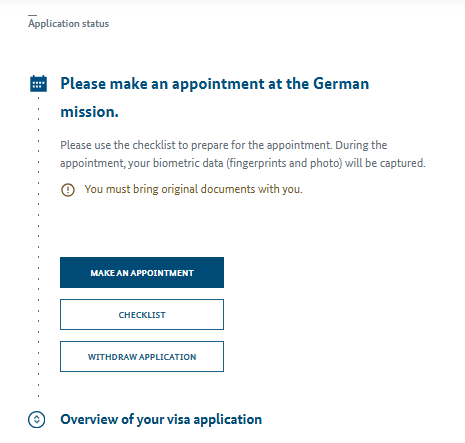 Application status
Please make an appointment at the German
mission.
Please use the checklist to prepare for the appointment. During the
appointment, your biometric data (fingerprints and photo) will be captured.
You must bring original documents with you.
MAKE AN APPOINTMENT
CHECKLIST
WITHDRAW APPLICATION
Overview of your visa application